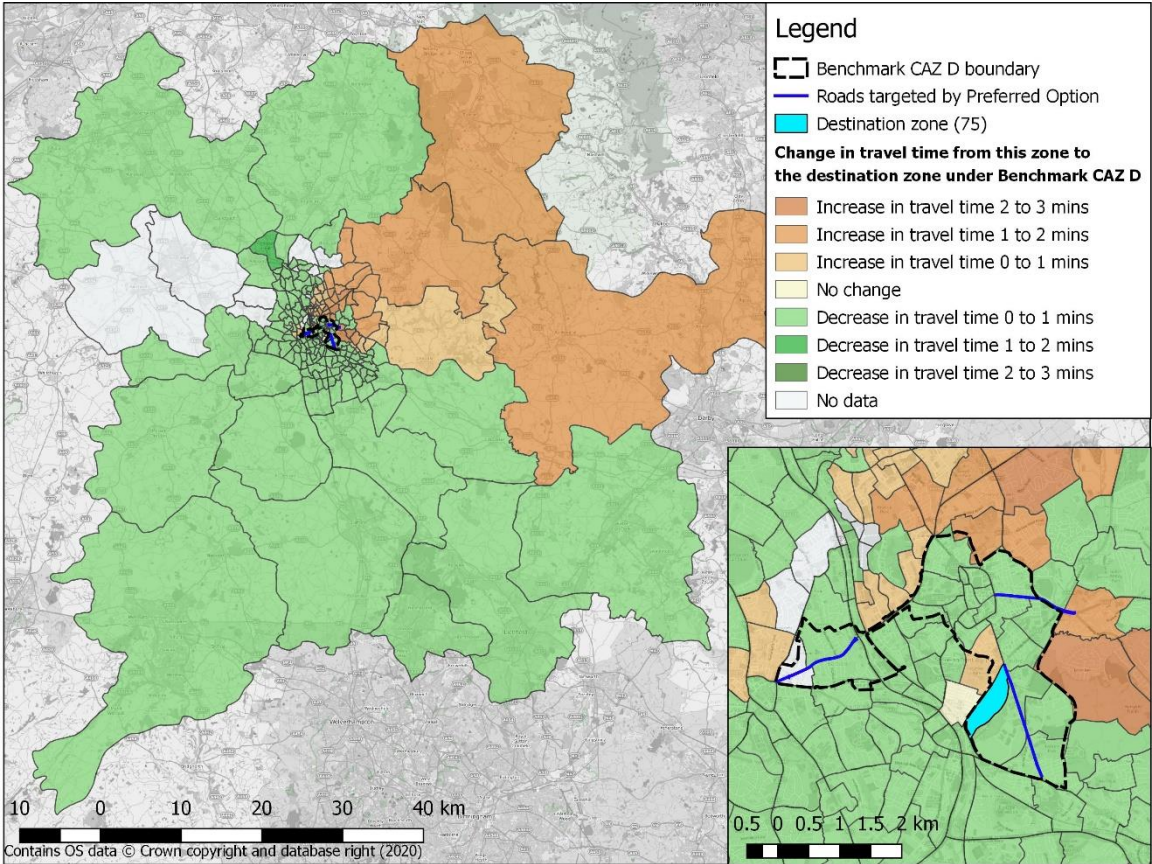 Legend
Benchmark CAZ D boundary
Roads targeted by Preferred Option
Destination zone (75)
Change in travel time from this zone to
the destination zone under Benchmark CAZ D
Increase in travel time 2 to 3 mins
Increase in travel time 1 to 2 mins
Increase in travel time 0 to 1 mins
No change
Decrease in travel time 0 to 1 mins
Decrease in travel time 1 to 2 mins
Decrease in travel time 2 to 3 mins
No data
10 0 10 20 30 40 km
Contains OS data © Crown copyright and database right (2020)
0.5 0 0.5 1 1.5 2 km